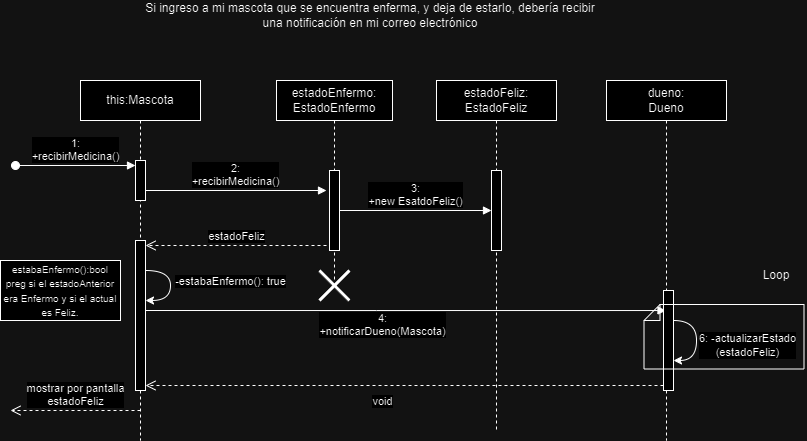 Si ingreso a mi mascota que se encuentra enferma, y deja de estarlo, debería recibir
una notificación en mi correo electrónico
this:Mascota
estadoEnfermo:
EstadoEnfermo
estadoFeliz:
EstadoFeliz
dueno:
Dueno
1:
+recibirMedicina()
2:
+recibirMedicina()
3:
+new EsatdoFeliz()
estadoFeliz
estabaEnfermo():bool
preg si el estadoAnterior
era Enfermo y si el actual
es Feliz.
-estabaEnfermo(): true
Loop
4:
+notificarDueno(Mascota)
6: -actualizarEstado
(estadoFeliz)
mostrar por pantalla
estadoFeliz
void